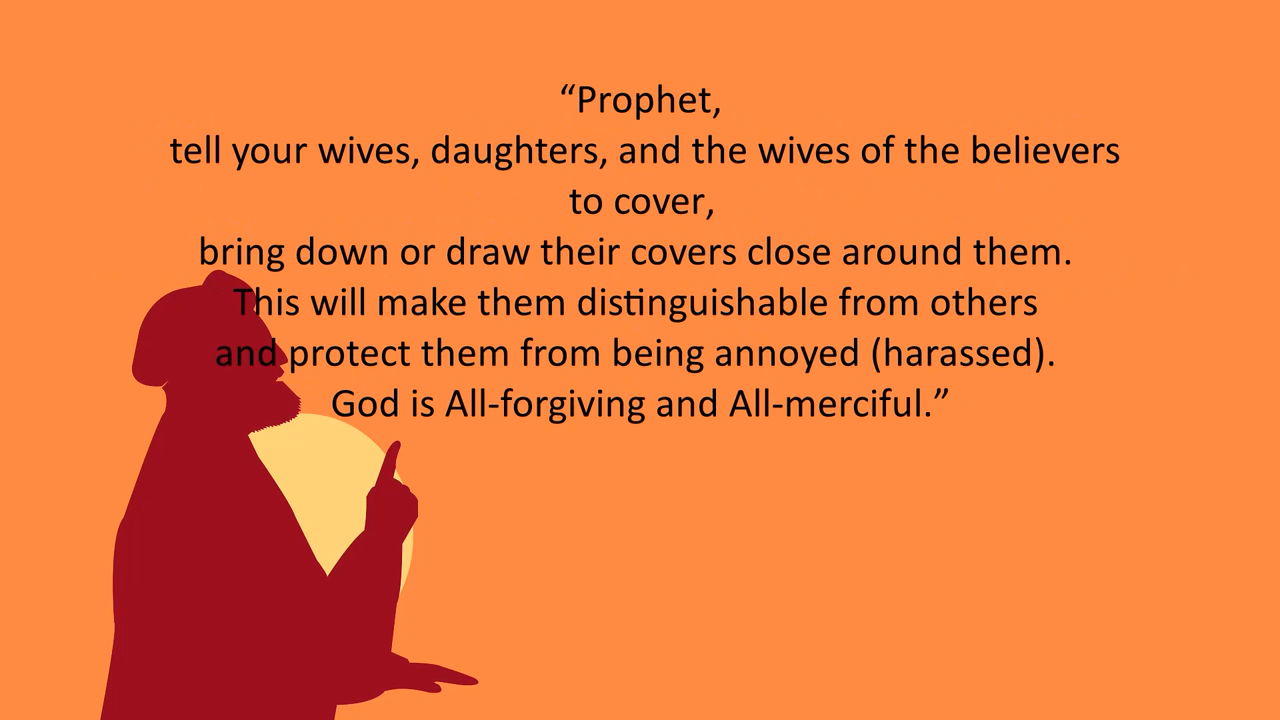 “Prophet,
tell your wives, daughters, and the wives of the believers
to cover,
bring down or draw their covers close around them.
This will make them distinguishable from others
and protect them from being annoyed (harassed).
God is All-forgiving and All-merciful.”